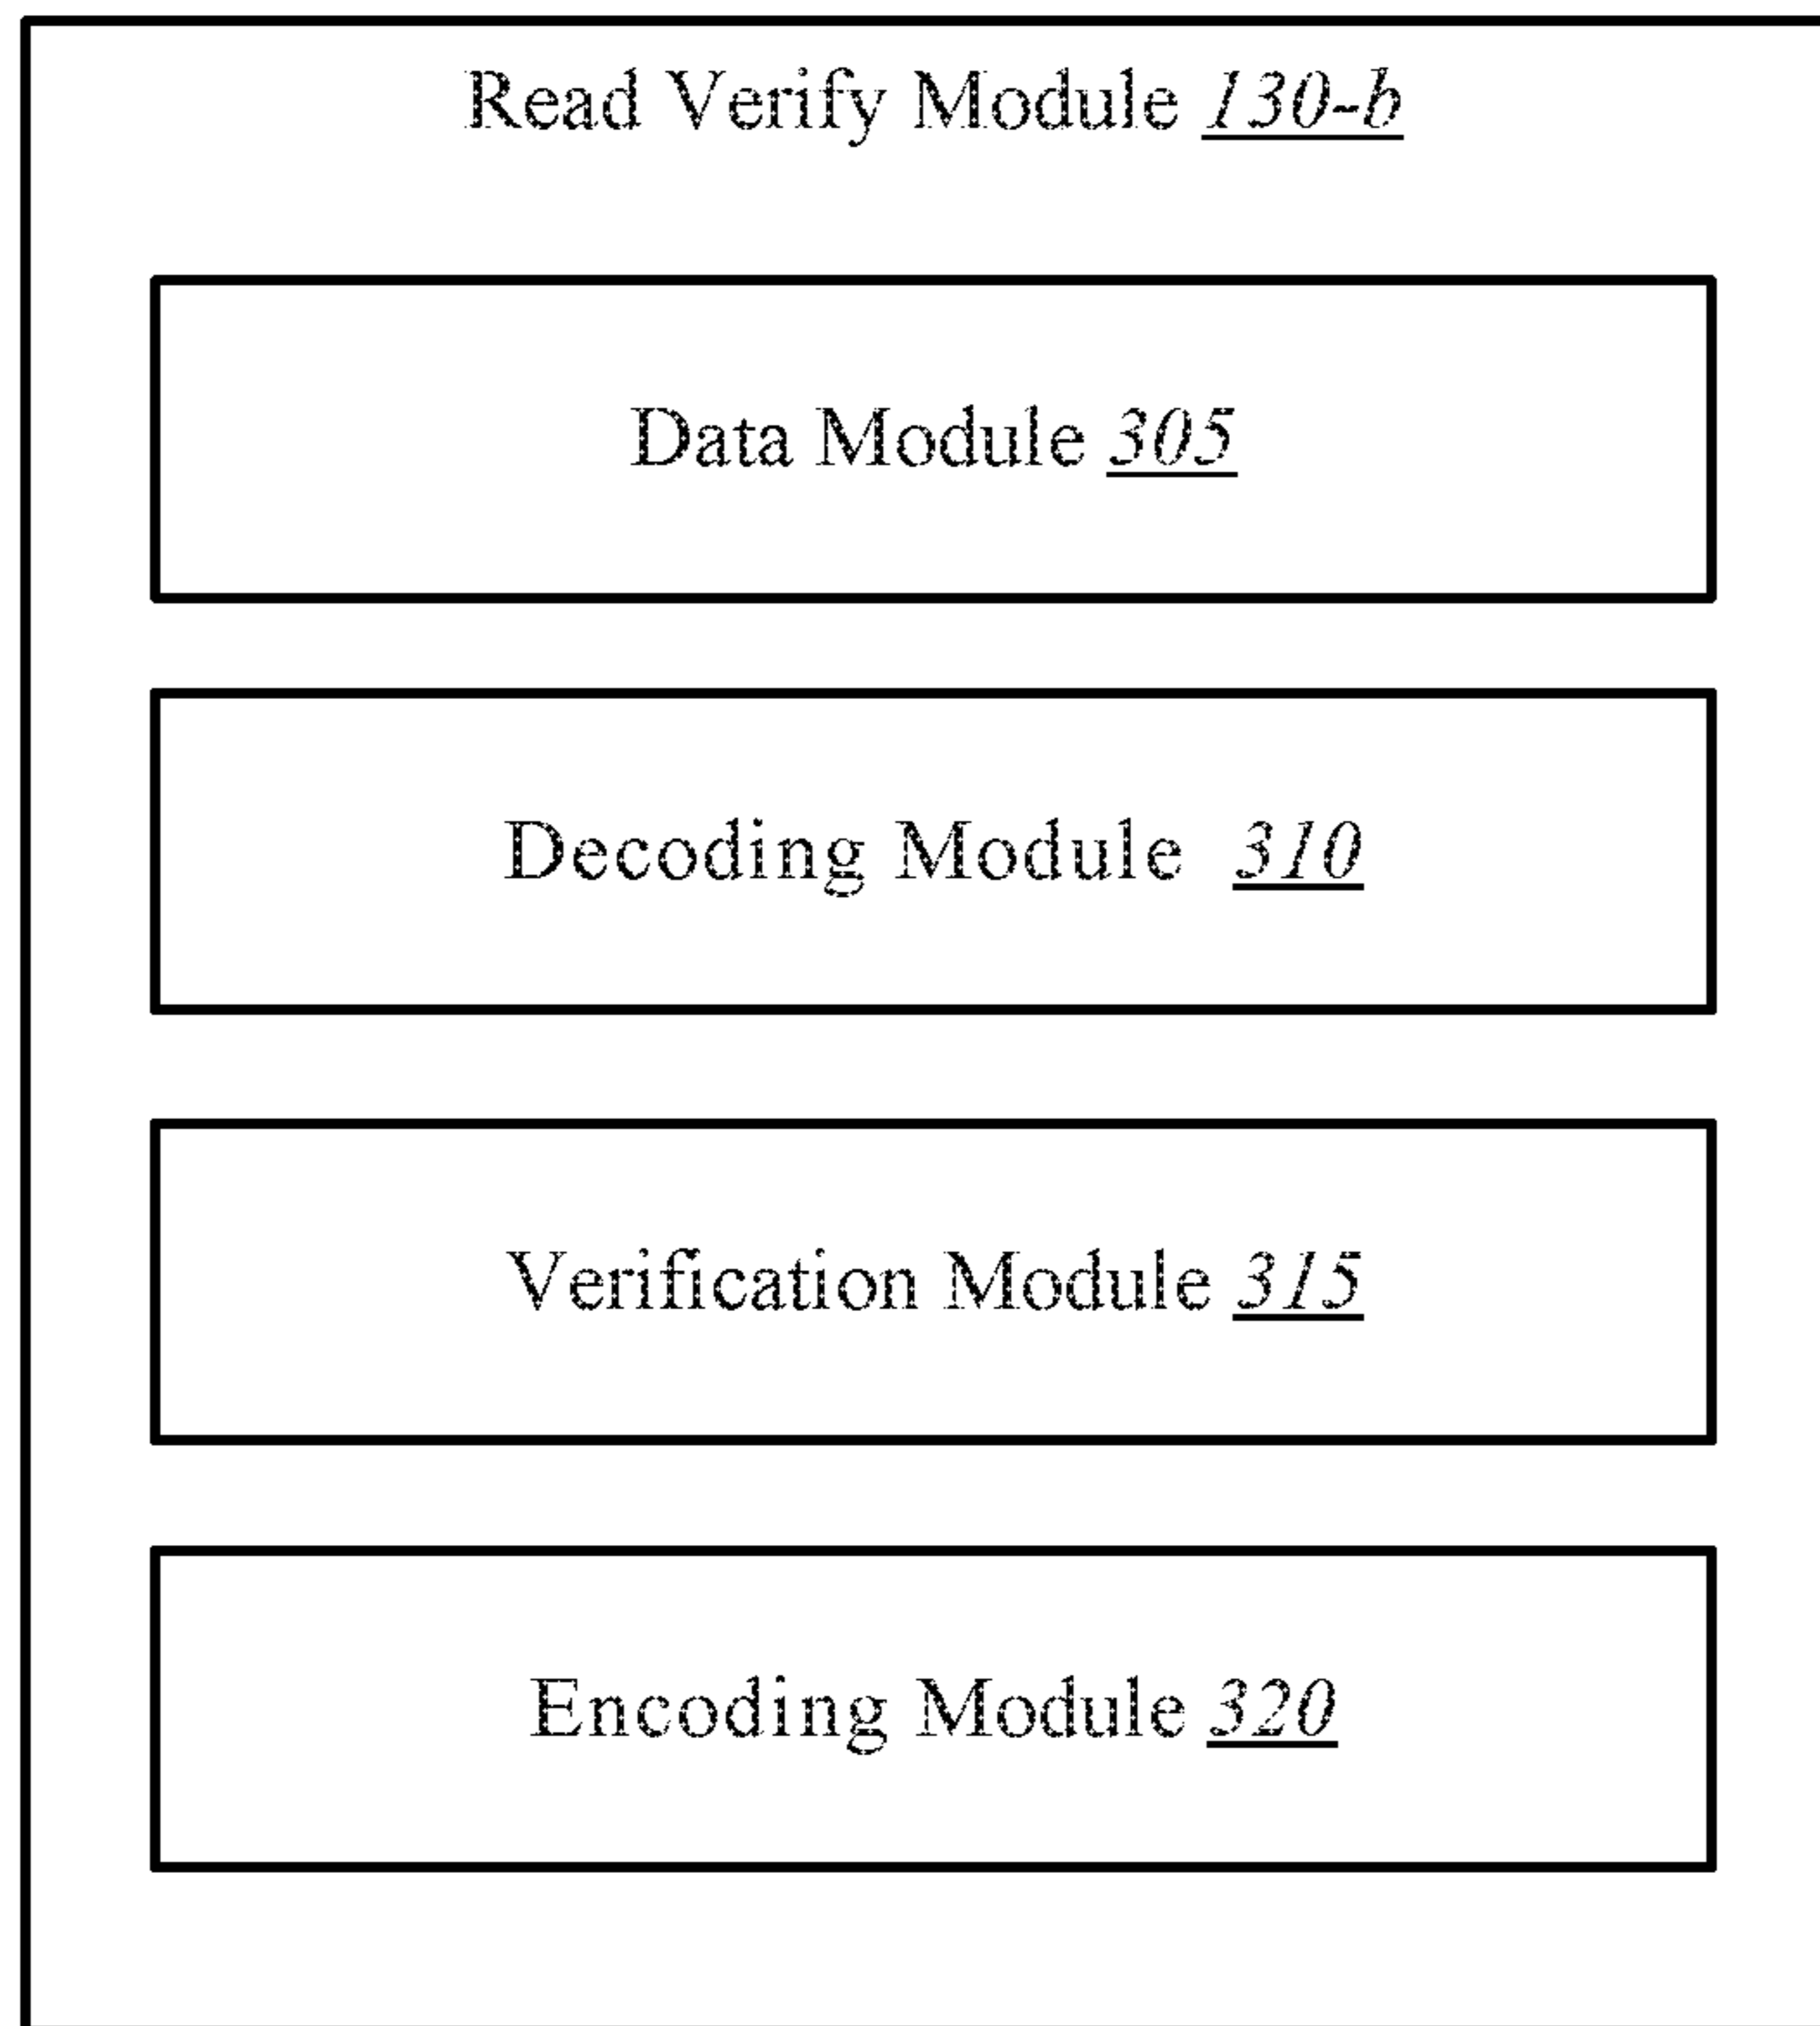 Read Verify Module 130-b
Data Module 305
Decoding Module 310
Verification Module 315
Encoding Module 320